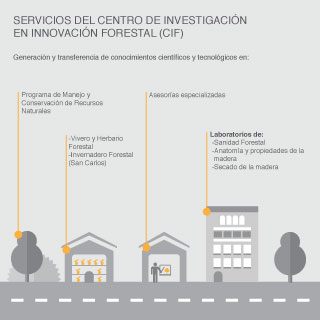 SERVICIOS DEL CENTRO DE INVESTIGACIÓN
EN INNOVACIÓN FORESTAL (CIF)
Generación y transferencia de conocimientos científicos y tecnológicos en:
Programa de Manejo y
Conservación de Recursos
Naturales
Asesorías especializadas
-Vivero y Herbario
Forestal
-Invernadero Forestal
(San Carlos)
Laboratorios de:
-Sanidad Forestal
-Anatomía y propiedades de la
madera
-Secado de la madera